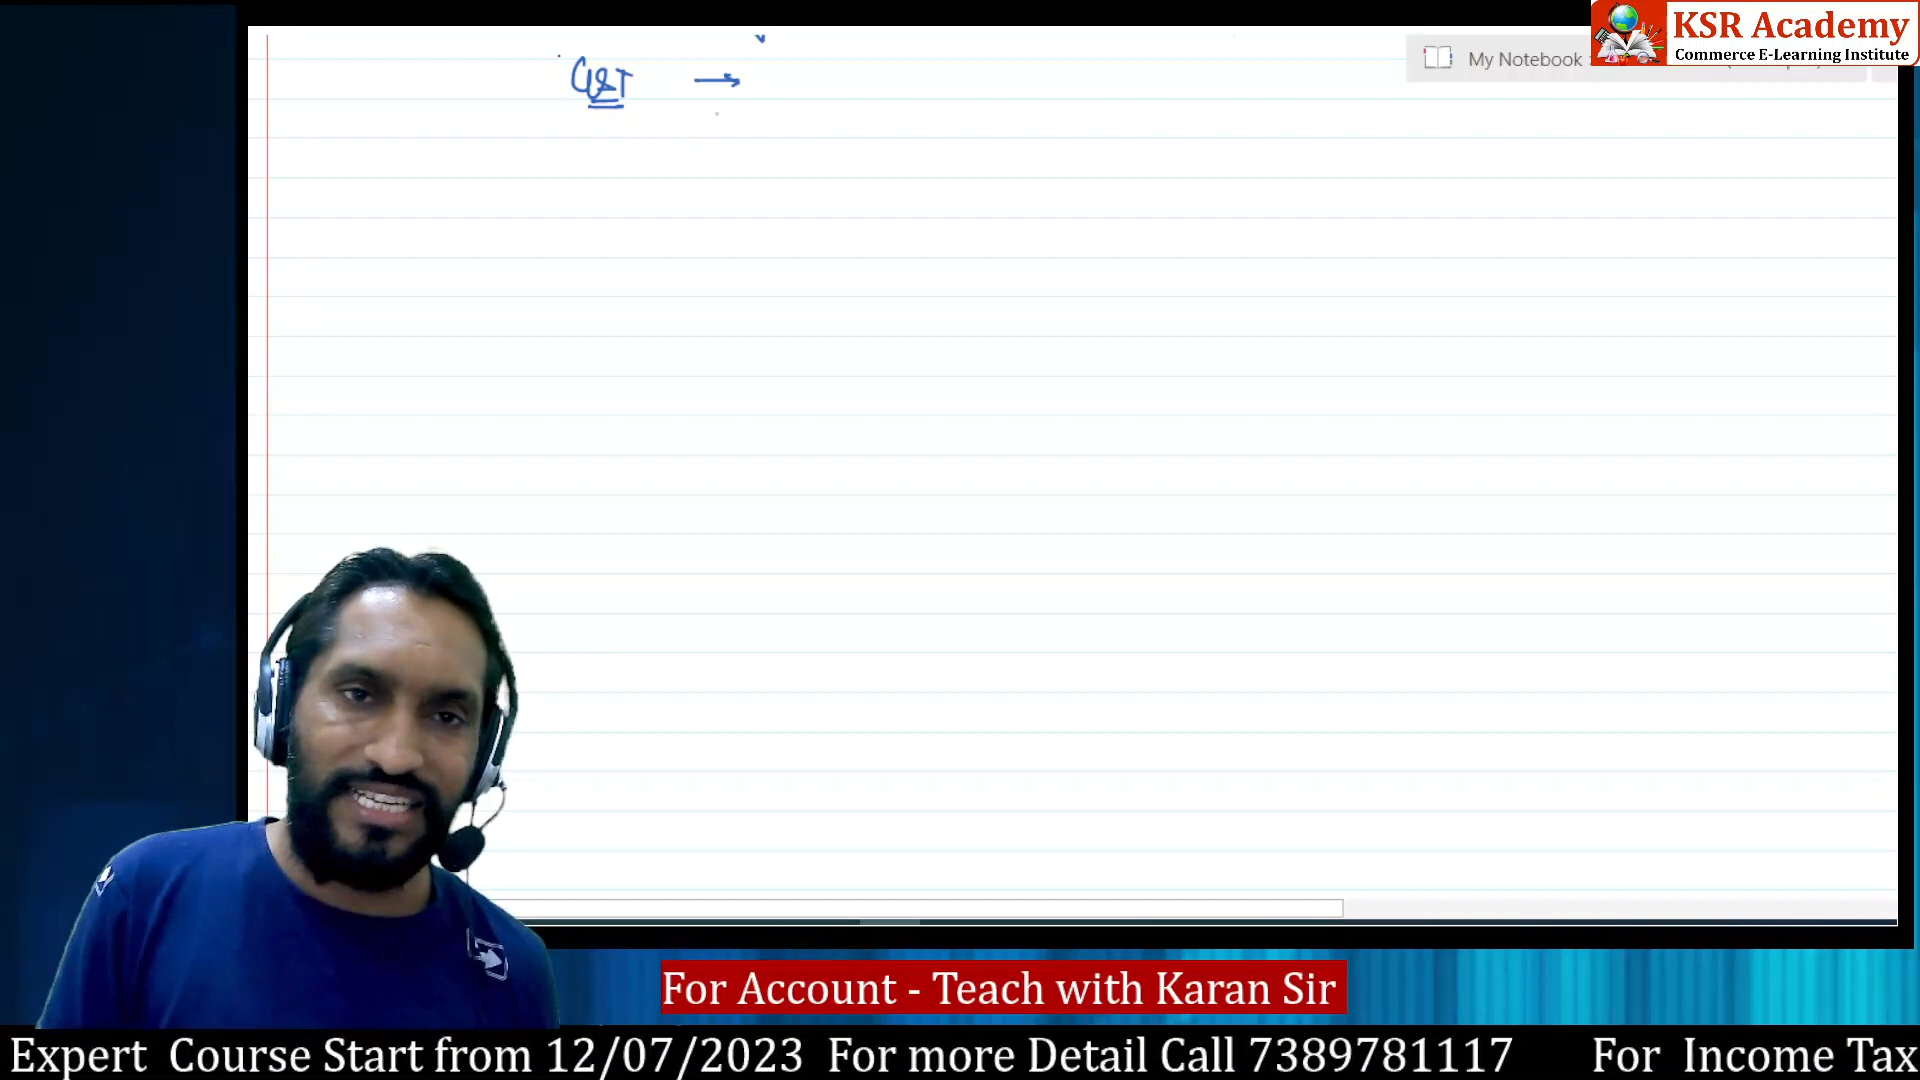 KSR Academy
Commerce E-Learning Institute
My Notebook
GST →
For Account - Teach with Karan Sir
Expert Course Start from 12/07/2023 For more Detail Call 7389781117 For Income Tax